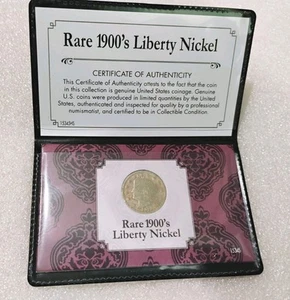 Rare 1900's Liberty Nickel
CERTIFICATE OF AUTHENTICITY
This Certificate of Authenticity attests to the fact that the coin
in this collection is genuine United States coinage. Genuine
U.S. coins were produced in limited quantities by the United
States, authenticated and inspected for quality by a professional
numismatist, and certified to be in Collectible Condition.
Rare 1900's
Liberty Nickel